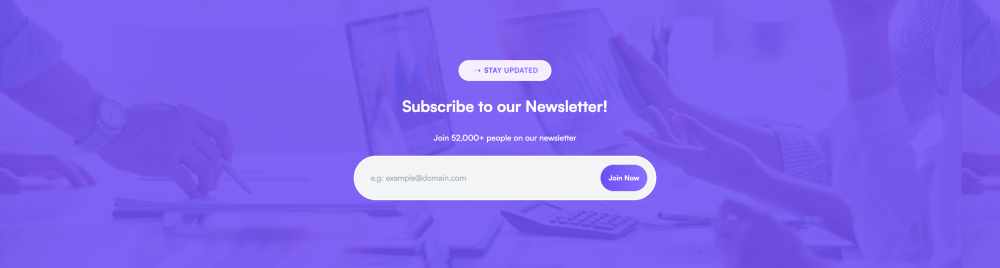 STAY UPDATED
Subscribe to our Newsletter!
Join 52,000+ people on our newsletter
e.g: example@domain.com
Join Now